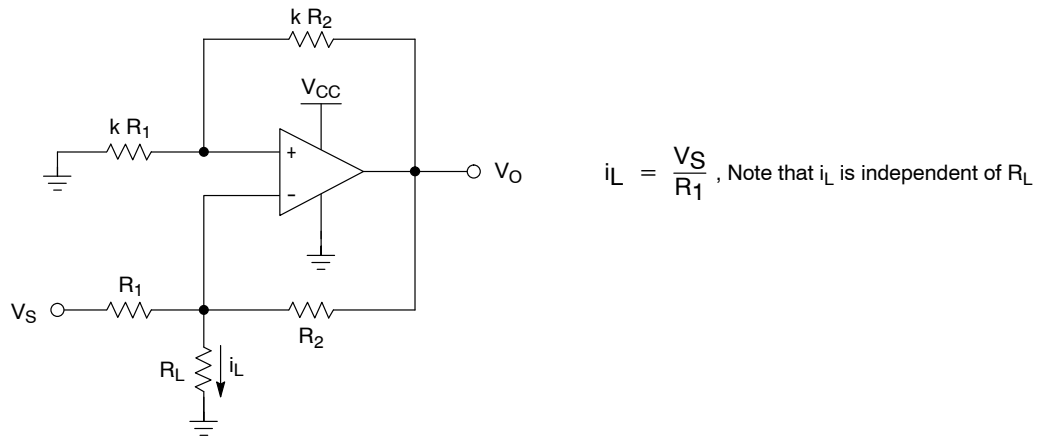 k R2
VCC
k R1
+
VO
iL = VS / R1 , Note that iL is independent of RL
−
R1
VS
R2
RL
iL